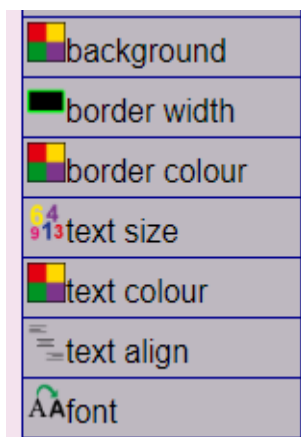 background
border width
border colour
text size
text colour
text align
font